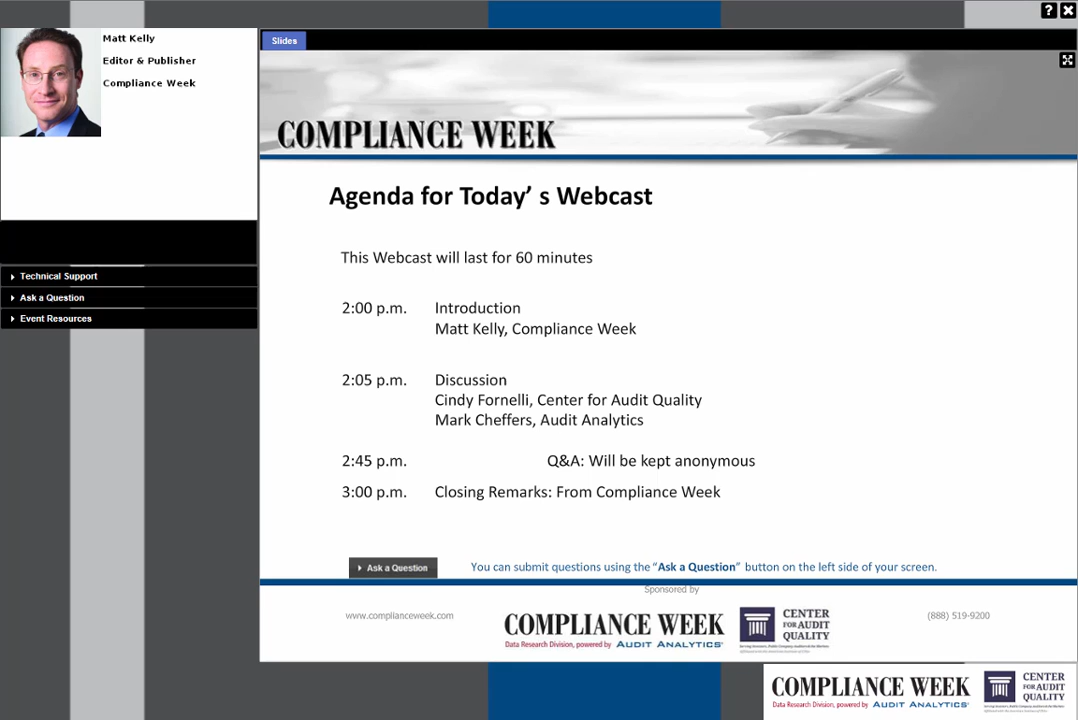 Matt Kelly
Editor & Publisher
Compliance Week
Technical Support
Ask a Question
Event Resources
? X
Slides
COMPLIANCE WEEK
Agenda for Today’ s Webcast
This Webcast will last for 60 minutes
2:00 p.m. Introduction
Matt Kelly, Compliance Week
2:05 p.m. Discussion
Cindy Fornelli, Center for Audit Quality
Mark Cheffers, Audit Analytics
2:45 p.m. Q&A: Will be kept anonymous
3:00 p.m. Closing Remarks: From Compliance Week
Ask a Question You can submit questions using the “Ask a Question” button on the left side of your screen.
Sponsored by
www.complianceweek.com
COMPLIANCE WEEK
Data Research Division, powered by AUDIT ANALYTICS
CENTER
FOR AUDIT
QUALITY
(888) 519-9200
COMPLIANCE WEEK
Data Research Division, powered by AUDIT ANALYTICS
CENTER
FOR AUDIT
QUALITY